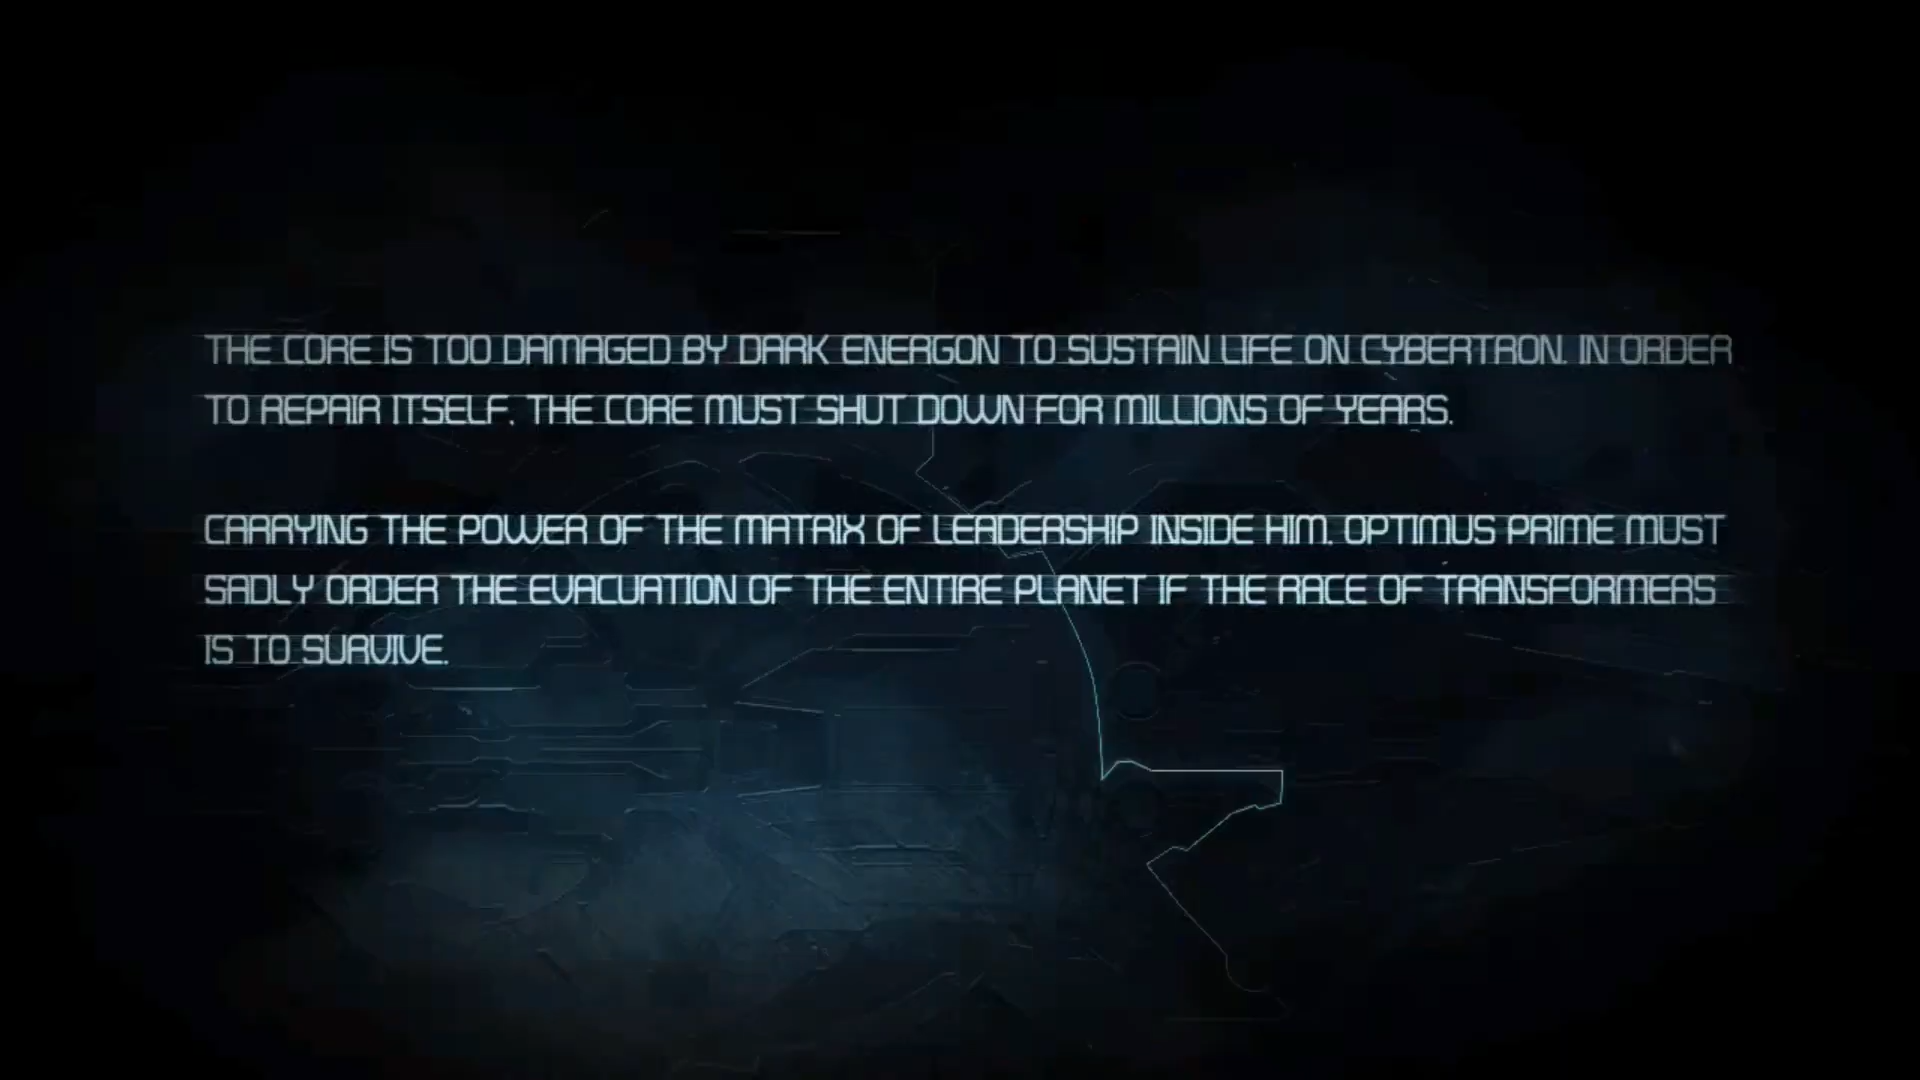 THE CORE IS TOO DAMAGED BY DARK ENERGON TO SUSTAIN LIFE ON CYBERTRON. IN ORDER
TO REPAIR ITSELF, THE CORE MUST SHUT DOWN FOR MILLIONS OF YEARS.
CARRYING THE POWER OF THE MATRIX OF LEADERSHIP INSIDE HIM, OPTIMUS PRIME MUST
SADLY ORDER THE EVACUATION OF THE ENTIRE PLANET IF THE RACE OF TRANSFORMERS
IS TO SURVIVE.